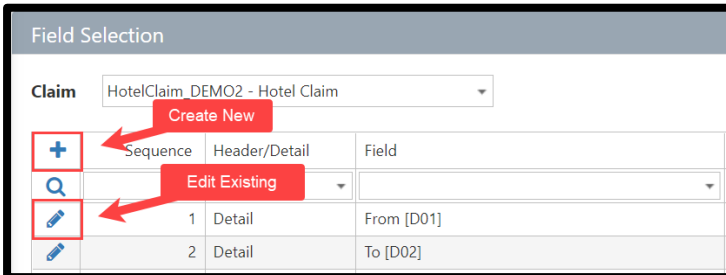 Field Selection
Claim HotelClaim_DEMO2 - Hotel Claim
Create New
Sequence Header/Detail Field
Edit Existing
1 Detail From [D01]
2 Detail To [D02]